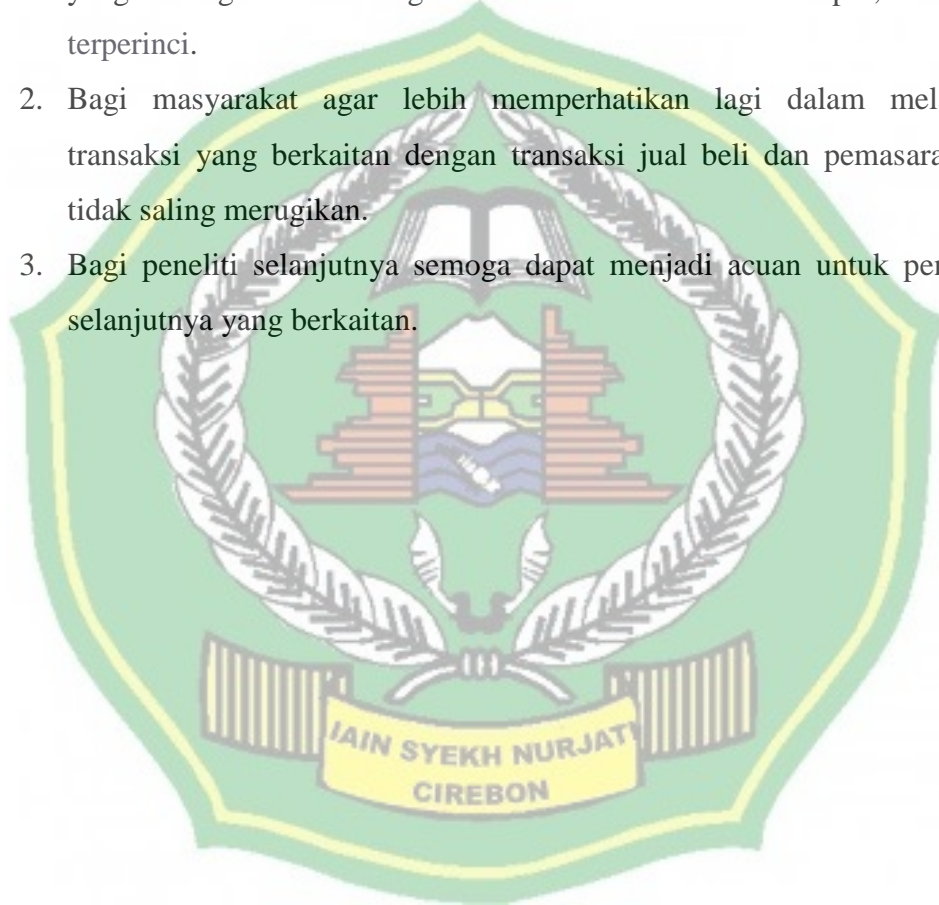 terperinci.
2. Bagi masyarakat agar lebih memperhatikan lagi dalam mel
transaksi yang berkaitan dengan transaksi jual beli dan pemasara
tidak saling merugikan.
3. Bagi peneliti selanjutnya semoga dapat menjadi acuan untuk per
selanjutnya yang berkaitan.
IAIN SYEKH NURJATI
CIREBON